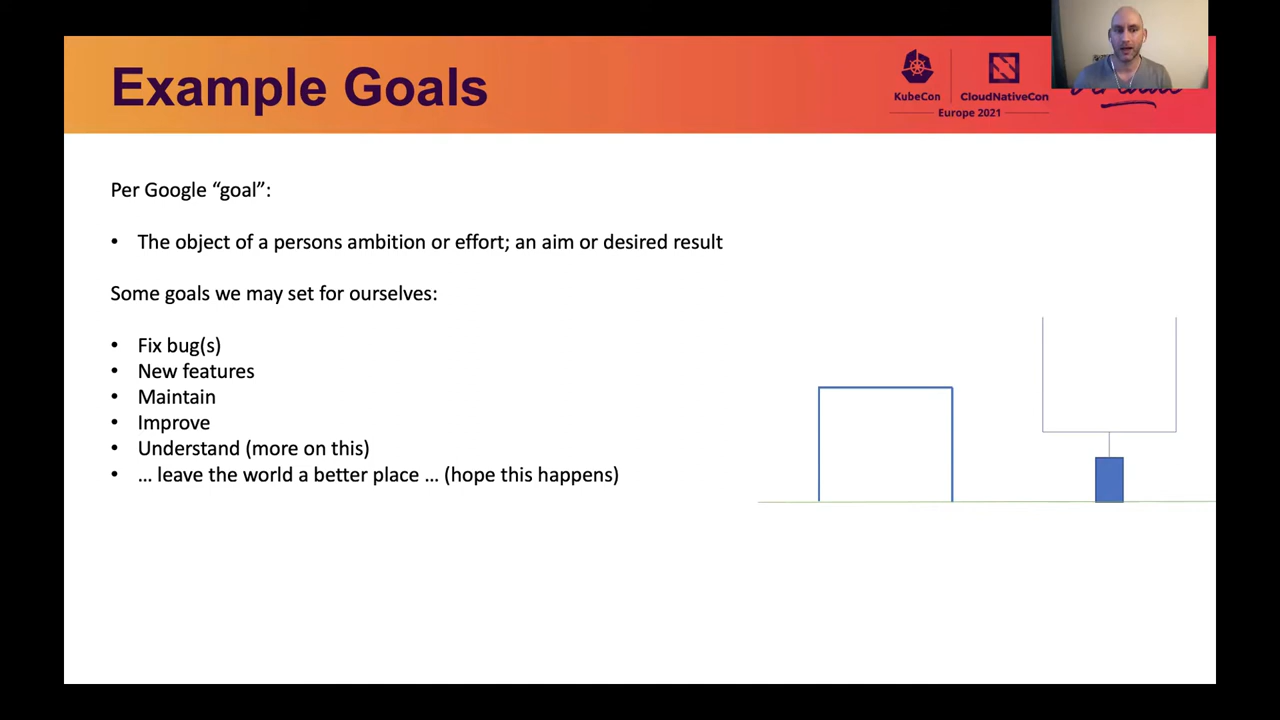 Example Goals
KubeCon
CloudNativeCon
Europe 2021
Per Google “goal”:
• The object of a persons ambition or effort; an aim or desired result
Some goals we may set for ourselves:
• Fix bug(s)
• New features
• Maintain
• Improve
• Understand (more on this)
• … leave the world a better place … (hope this happens)